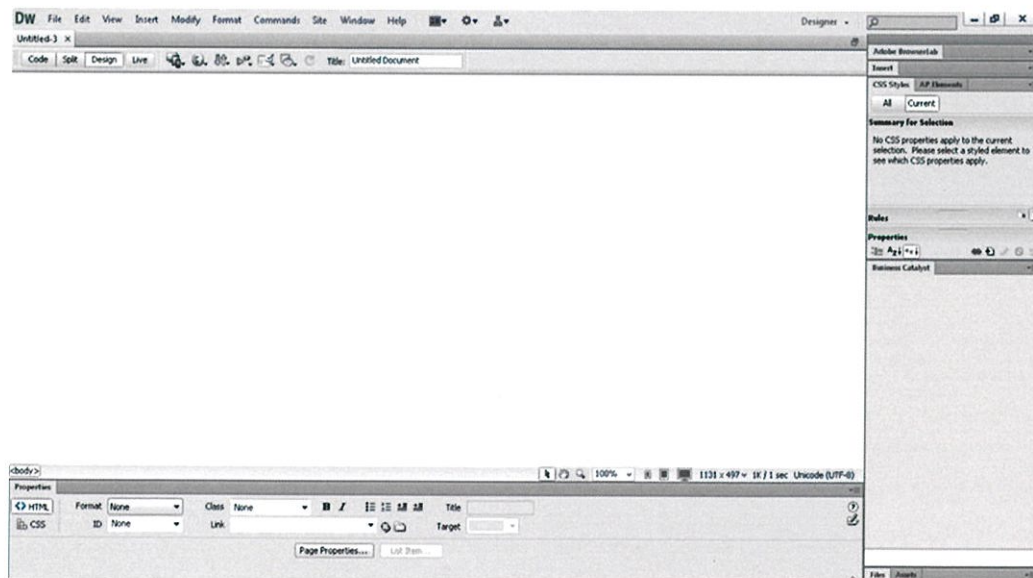 DW File Edit View Insert Modify Format Commands Site Window Help Designer
Untitled-3 ×
Code Split Design Live Title: Untitled Document
Adobe BrowserLab
Insert
CSS Styles AP Elements
All Current
Summary for Selection
No CSS properties apply to the current
selection. Please select a styled element to
see which CSS properties apply.
Rules
Properties
Business Catalyst
<body> 100% 1131 x 497 1K / 1 sec Unicode (UTF-8)
Properties
<> HTML Format None Class None B I Title
CSS ID None Link Target
Page Properties... List Item...
Files Assets